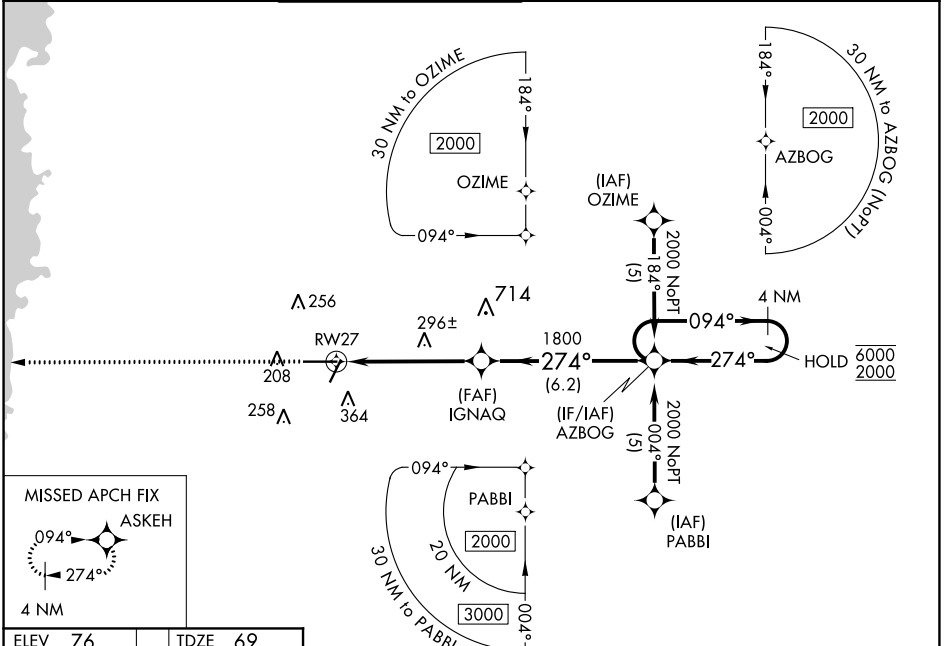 30 NM to OZIME
184°
2000
OZIME
094°
184°
30 NM to AZBOG (NoPT)
2000
AZBOG
004°
(IAF)
OZIME
2000 NoPT
184°
(5)
4 NM
094°
274°
HOLD
6000
2000
256
714
296±
RW27
1800
274°
(6.2)
208
258
364
(FAF)
IGNAQ
(IF/IAF)
AZBOG
2000 NoPT
004°
(5)
(IAF)
PABBI
094°
PABBI
2000
20 NM
3000
004°
30 NM to PABBI
MISSED APCH FIX
ASKEH
094°
274°
4 NM
ELEV 76
TDZE 69